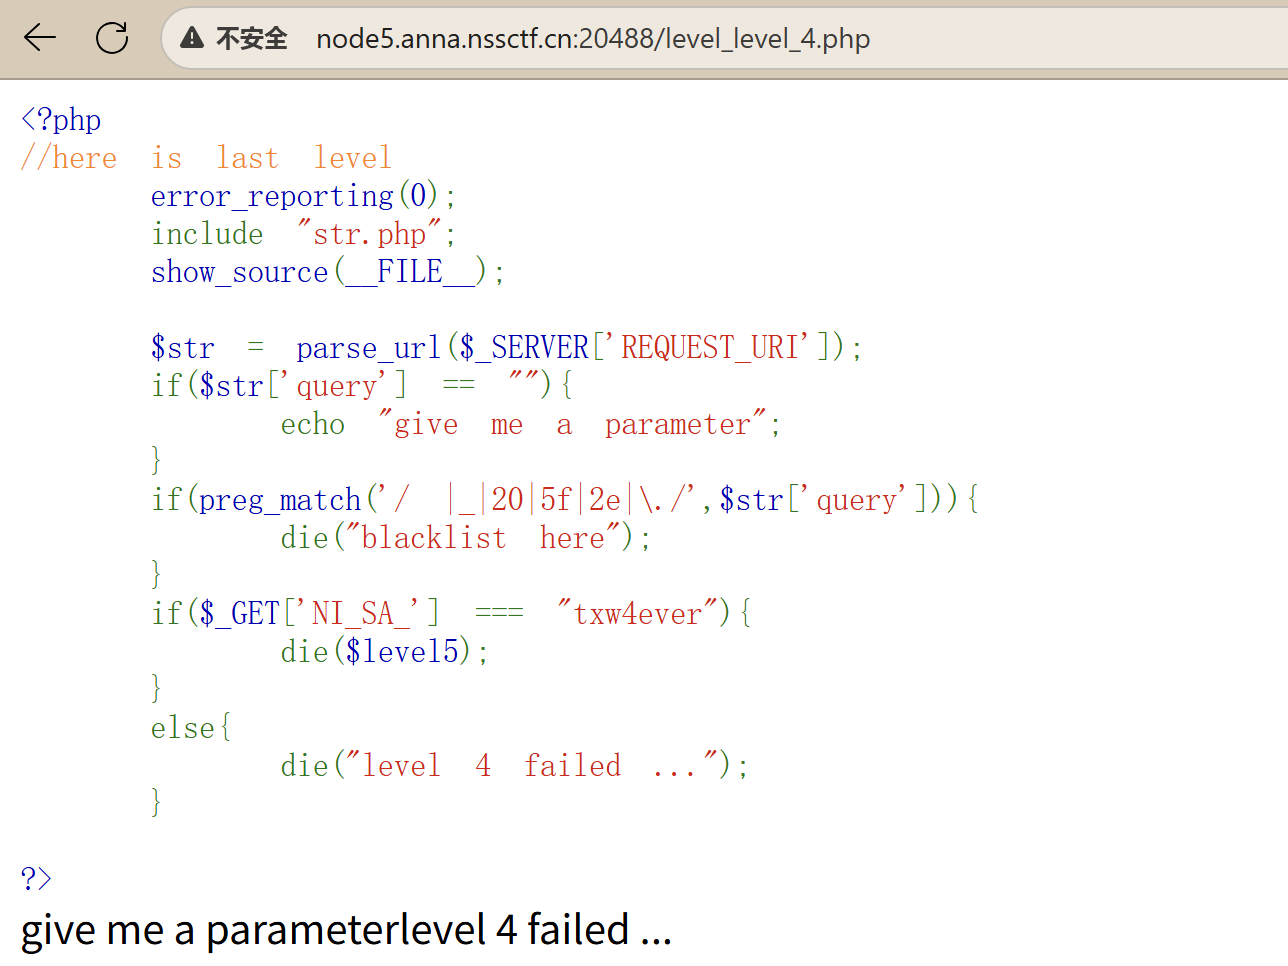 不安全 node5.anna.nssctf.cn:20488/level_level_4.php
<?php
//here is last level
error_reporting(0);
include "str.php";
show_source(__FILE__);
$str = parse_url($_SERVER['REQUEST_URI']);
if($str['query'] == ""){
echo "give me a parameter";
}
if(preg_match('/ |_|20|5f|2e|\./',$str['query'])){
die("blacklist here");
}
if($_GET['NI_SA_'] === "txw4ever"){
die($level5);
}
else{
die("level 4 failed ...");
}
?>
give me a parameterlevel 4 failed ...